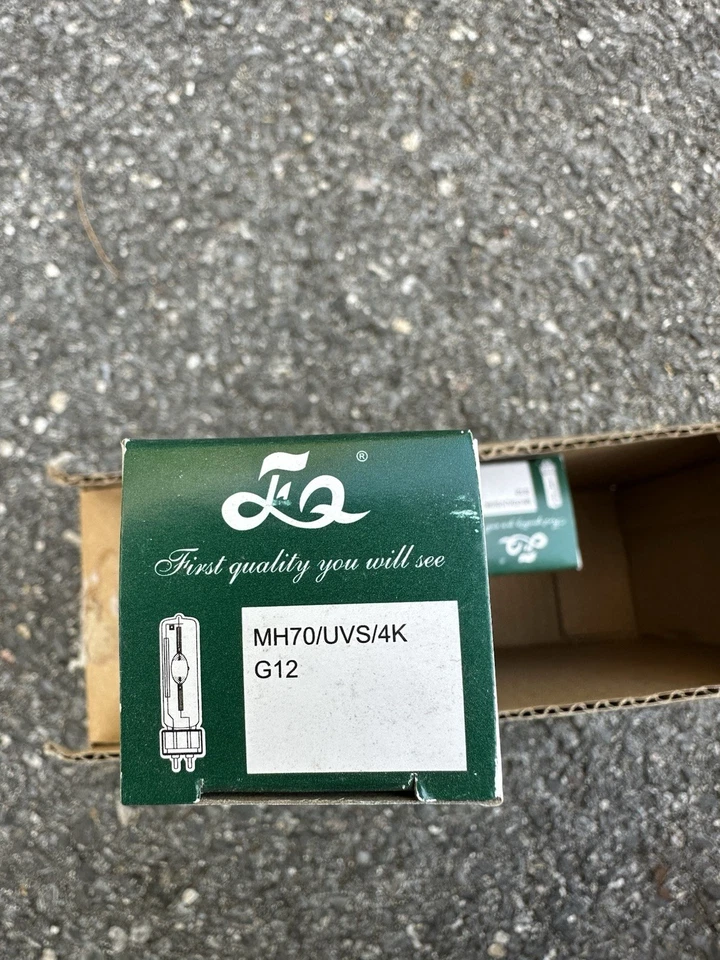 ®
First quality you will see
MH70/UVS/4K
G12